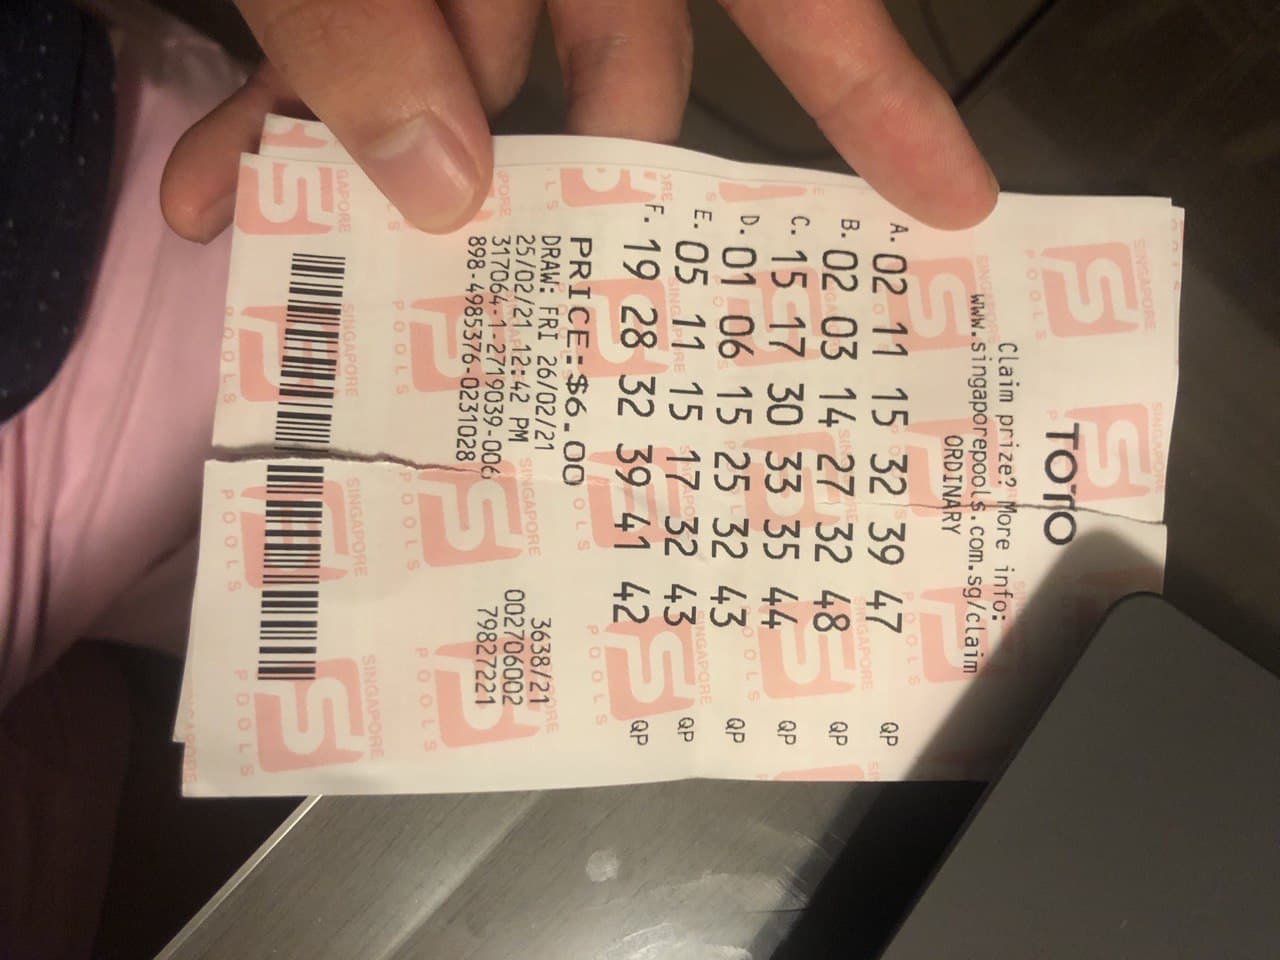 TOTO
Claim prize? More info:
www.singaporepools.com.sg/claim
ORDINARY
A. 02 11 15 32 39 47 QP
B. 02 03 14 27 32 48 QP
C. 15 17 30 33 35 44 QP
D. 01 06 15 25 32 43 QP
E. 05 11 15 17 32 43 QP
F. 19 28 32 39 41 42 QP
PRICE:$6.00
DRAW: FRI 26/02/21 3638/21
25/02/21 12:42 PM 002706002
317064-1-2719039-006 79827221
898-4985376-0231028
SINGAPORE POOLS